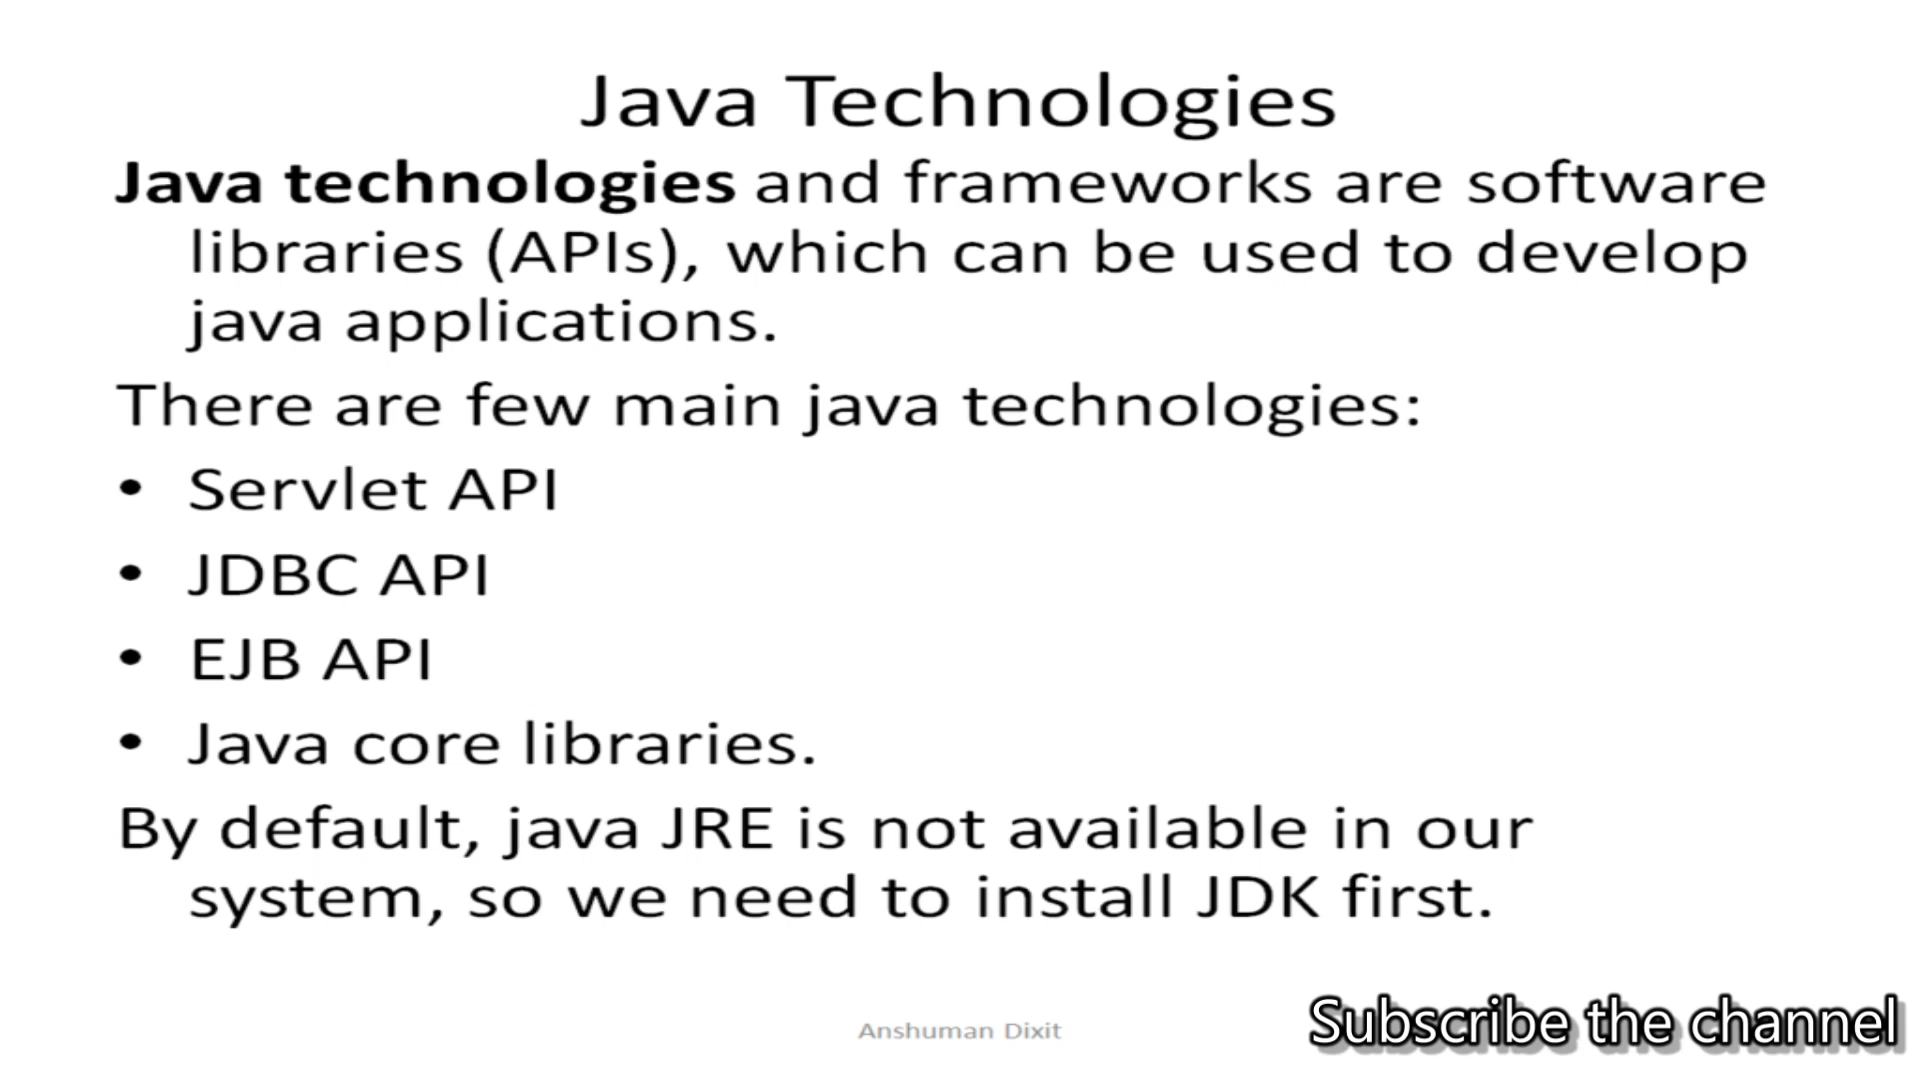 Java Technologies
Java technologies and frameworks are software
libraries (APIs), which can be used to develop
java applications.
There are few main java technologies:
• Servlet API
• JDBC API
• EJB API
• Java core libraries.
By default, java JRE is not available in our
system, so we need to install JDK first.
Anshuman Dixit
Subscribe the channel